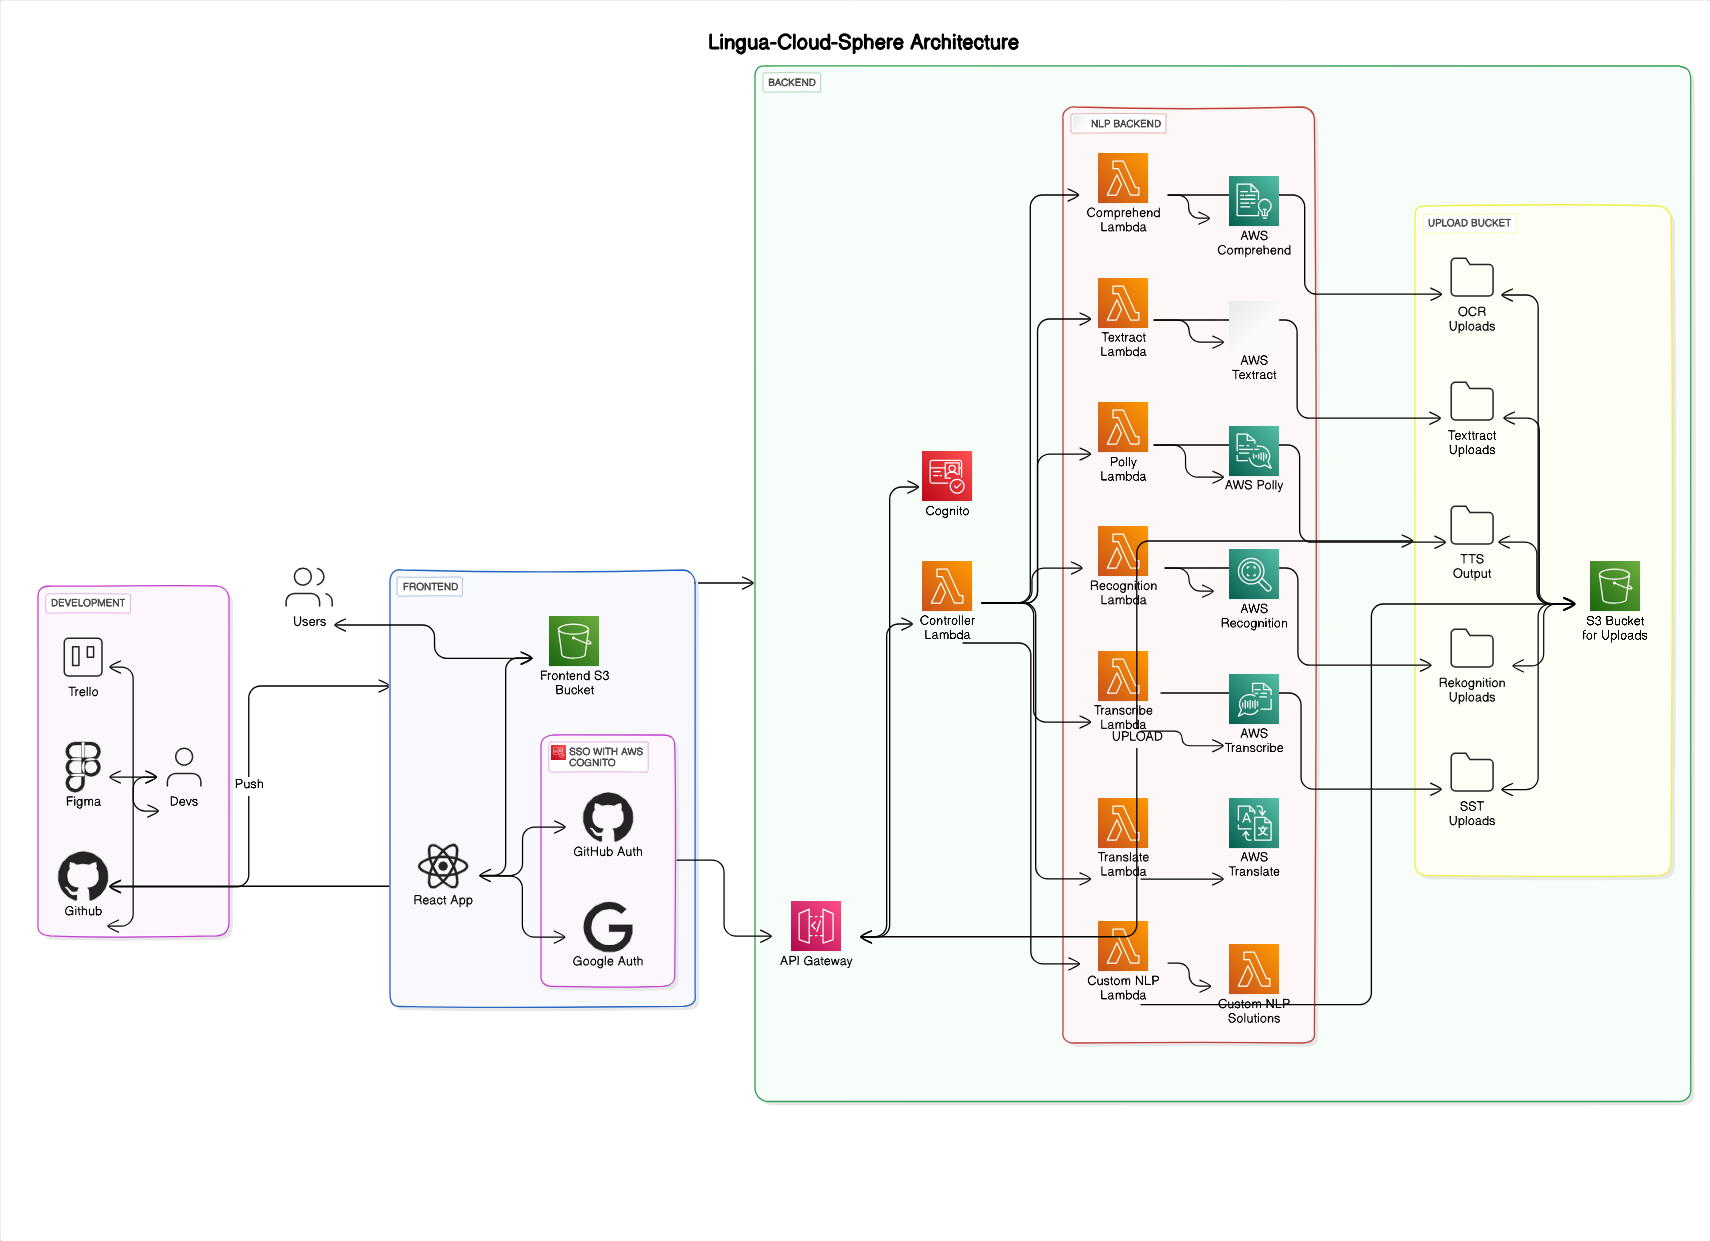 Lingua-Cloud-Sphere Architecture
BACKEND
NLP BACKEND
Comprehend
Lambda
AWS
Comprehend
UPLOAD BUCKET
OCR
Uploads
Textract
Lambda
AWS
Textract
Texttract
Uploads
Polly
Lambda
AWS Polly
Cognito
TTS
Output
Recognition
Lambda
AWS
Recognition
Controller
Lambda
S3 Bucket
for Uploads
Rekognition
Uploads
Transcribe
Lambda
UPLOAD
AWS
Transcribe
SST
Uploads
Translate
Lambda
AWS
Translate
API Gateway
Custom NLP
Lambda
Custom NLP
Solutions
DEVELOPMENT
Trello
Figma
Devs
Github
Push
Users
FRONTEND
Frontend S3
Bucket
SSO WITH AWS
COGNITO
GitHub Auth
React App
Google Auth